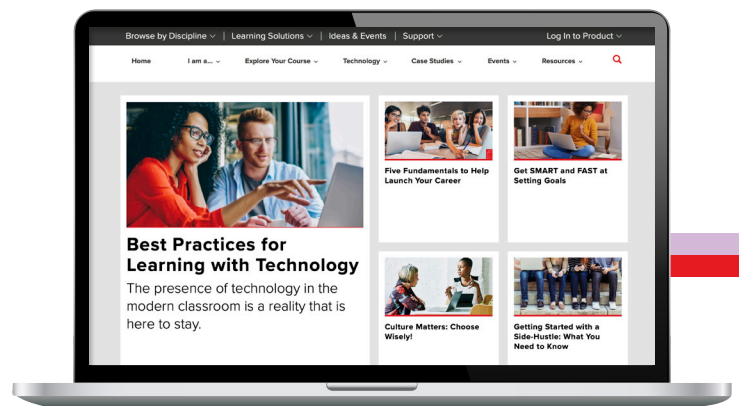 Browse by Discipline | Learning Solutions | Ideas & Events | Support Log In to Product
Home I am a... Explore Your Course Technology Case Studies Events Resources
Best Practices for
Learning with Technology
The presence of technology in the
modern classroom is a reality that is
here to stay.
Five Fundamentals to Help
Launch Your Career
Get SMART and FAST at
Setting Goals
Culture Matters: Choose
Wisely!
Getting Started with a
Side-Hustle: What You
Need to Know